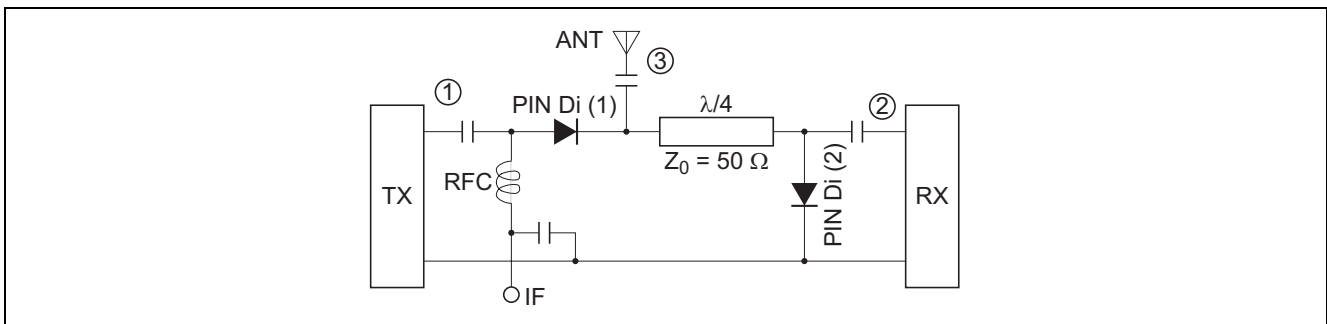 ANT
③
①
PIN Di (1)
λ/4
②
Z0 = 50 Ω
PIN Di (2)
RFC
TX
RX
IF